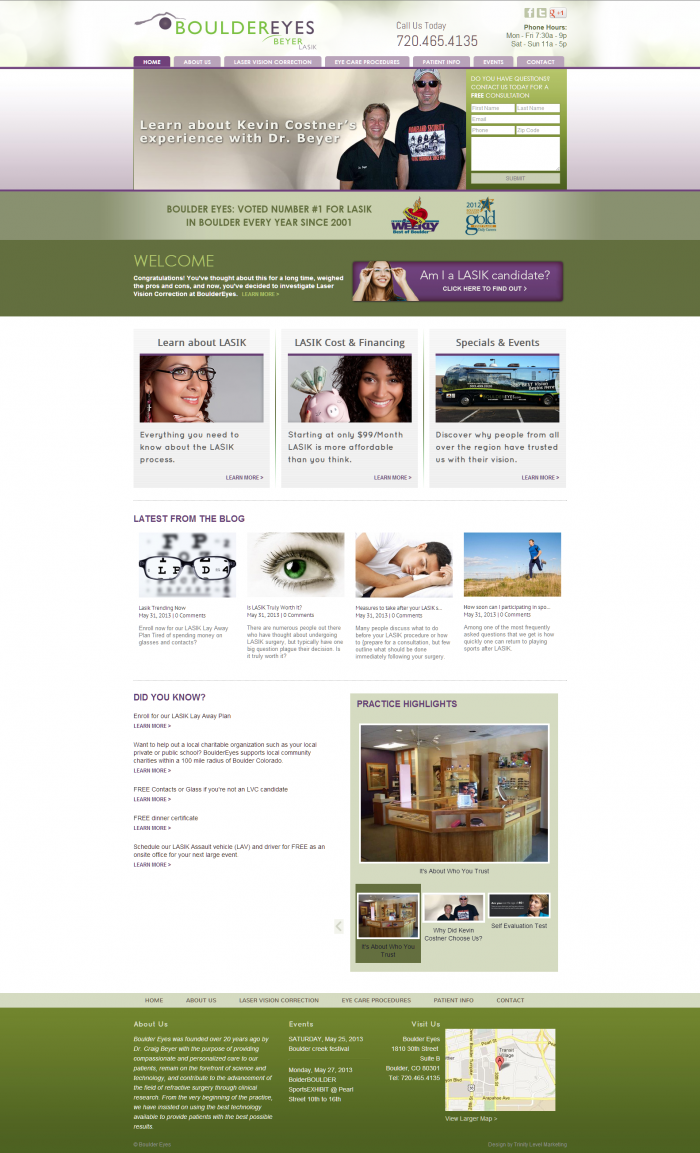 BOULDEREYES
BEYER
LASIK
Call Us Today
720.465.4135
Phone Hours:
Mon - Fri 7:30a - 9p
Sat - Sun 11a - 5p
HOME
ABOUT US
LASER VISION CORRECTION
EYE CARE PROCEDURES
PATIENT INFO
EVENTS
CONTACT
Learn about Kevin Costner's
experience with Dr. Beyer
DO YOU HAVE QUESTIONS?
CONTACT US TODAY FOR A
FREE CONSULTATION
First Name
Last Name
Email
Phone
Zip Code
SUBMIT
BOULDER EYES: VOTED NUMBER #1 FOR LASIK
IN BOULDER EVERY YEAR SINCE 2001
WEEKLY
Best of Boulder
2012
gold
WELCOME
Congratulations! You've thought about this for a long time, weighed
the pros and cons, and now, you've decided to investigate Laser
Vision Correction at BoulderEyes. LEARN MORE >
Am I a LASIK candidate?
CLICK HERE TO FIND OUT >
Learn about LASIK
Everything you need to
know about the LASIK
process.
LEARN MORE >
LASIK Cost & Financing
Starting at only $99/Month
LASIK is more affordable
than you think.
LEARN MORE >
Specials & Events
Discover why people from all
over the region have trusted
us with their vision.
LEARN MORE >
LATEST FROM THE BLOG
Lasik Trending Now
May 31, 2013 | 0 Comments
Enroll now for our LASIK Lay Away
Plan Tired of spending money on
glasses and contacts?
Is LASIK Truly Worth It?
May 31, 2013 | 0 Comments
There are numerous people out there
who have thought about undergoing
LASIK surgery, but typically have one
big question plague their decision. Is
it truly worth it?
Measures to take after your LASIK s...
May 31, 2013 | 0 Comments
Many people discuss what to do
before your LASIK procedure or how
to {prepare for a consultation, but few
outline what should be done
immediately following your surgery.
How soon can I participating in spo...
May 31, 2013 | 0 Comments
Among one of the most frequently
asked questions that we get is how
quickly one can return to playing
sports after LASIK.
DID YOU KNOW?
Enroll for our LASIK Lay Away Plan
LEARN MORE >
Want to help out a local charitable organization such as your local
private or public school? BoulderEyes supports local community
charities within a 100 mile radius of Boulder Colorado.
LEARN MORE >
FREE Contacts or Glass if you're not an LVC candidate
LEARN MORE >
FREE dinner certificate
LEARN MORE >
Schedule our LASIK Assault vehicle (LAV) and driver for FREE as an
onsite office for your next large event.
LEARN MORE >
PRACTICE HIGHLIGHTS
It's About Who You Trust
It's About Who You
Trust
Why Did Kevin
Costner Choose Us?
Self Evaluation Test
HOME
ABOUT US
LASER VISION CORRECTION
EYE CARE PROCEDURES
PATIENT INFO
CONTACT
About Us
Boulder Eyes was founded over 20 years ago by
Dr. Craig Beyer with the purpose of providing
compassionate and personalized care to our
patients, remain on the forefront of science and
technology, and contribute to the advancement of
the field of refractive surgery through clinical
research. From the very beginning of the practice,
we have insisted on using the best technology
available to provide patients with the best possible
results.
Events
SATURDAY, May 25, 2013
Boulder creek festival
Monday, May 27, 2013
BolderBOULDER
SportsEXHIBIT @ Pearl
Street 10th to 16th
Visit Us
Boulder Eyes
1810 30th Street
Suite B
Boulder, CO 80301
Tel: 720.465.4135
View Larger Map >
© Boulder Eyes
Design by Trinity Level Marketing